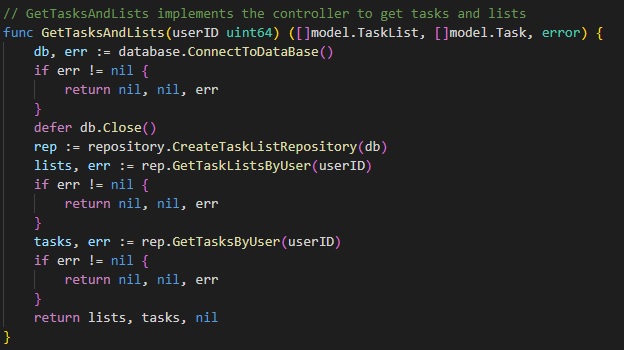 // GetTasksAndLists implements the controller to get tasks and lists
func GetTasksAndLists(userID uint64) ([]model.TaskList, []model.Task, error) {
    db, err := database.ConnectToDataBase()
    if err != nil {
        return nil, nil, err
    }
    defer db.Close()
    rep := repository.CreateTaskListRepository(db)
    lists, err := rep.GetTaskListsByUser(userID)
    if err != nil {
        return nil, nil, err
    }
    tasks, err := rep.GetTasksByUser(userID)
    if err != nil {
        return nil, nil, err
    }
    return lists, tasks, nil
}